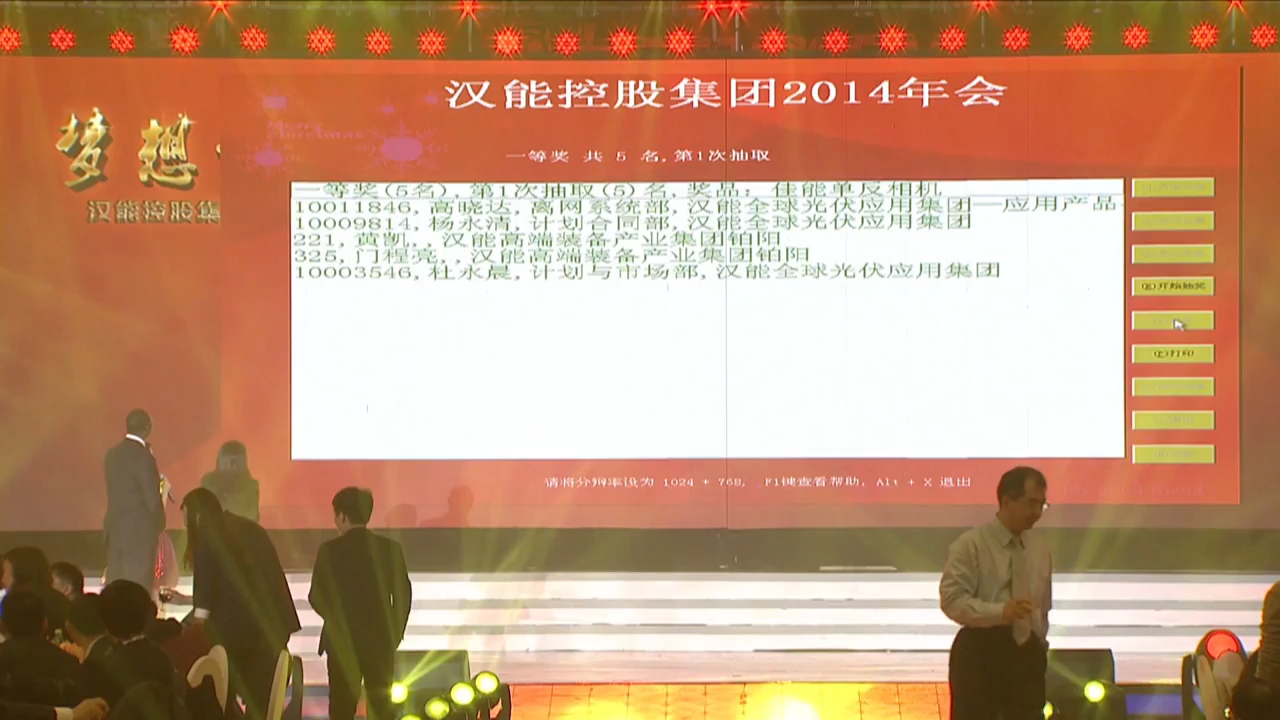 汉能控股集团2014年会
梦想
汉能控股集
一等奖 共 5 名,第1次抽取
一等奖(5名),第1次抽取(5)名,奖品：佳能单反相机
10011846,高晓达,离网系统部,汉能全球光伏应用集团—应用产品
10009814,杨永清,计划合同部,汉能全球光伏应用集团
221,黄凯,,汉能高端装备产业集团铂阳
325,门程亮,,汉能高端装备产业集团铂阳
10003546,杜永晨,计划与市场部,汉能全球光伏应用集团
开始抽奖
打印
请将分辨率设为 1024 * 768, F1键查看帮助, Alt + X 退出